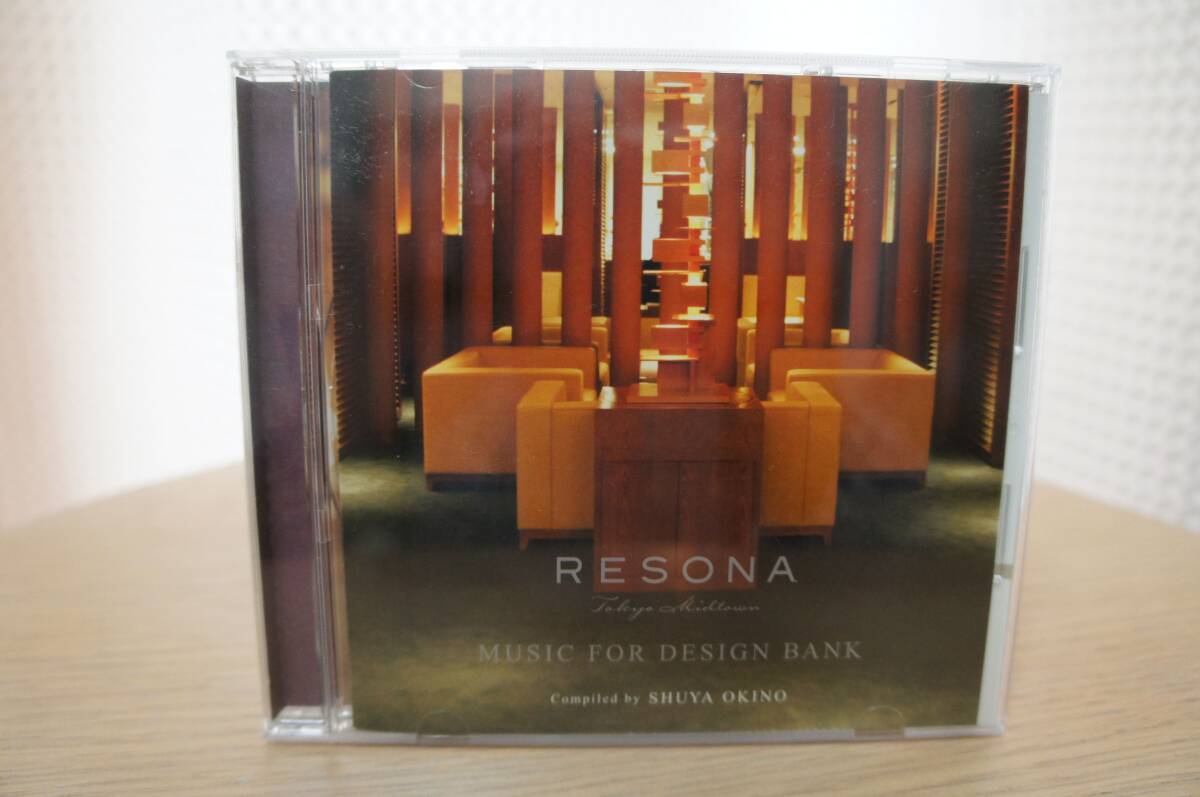 RESONA
Tokyo Midtown
MUSIC FOR DESIGN BANK
Compiled by SHUYA OKINO